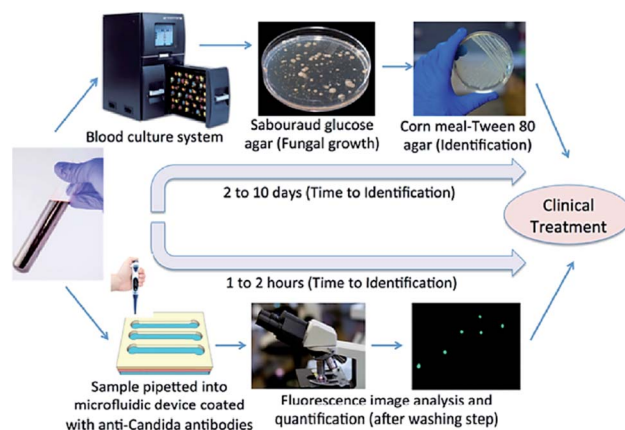 Blood culture system
Sabouraud glucose
agar (Fungal growth)
Corn meal-Tween 80
agar (Identification)
2 to 10 days (Time to Identification)
Clinical
Treatment
1 to 2 hours (Time to Identification)
Sample pipetted into
microfluidic device coated
with anti-Candida antibodies
Fluorescence image analysis and
quantification (after washing step)